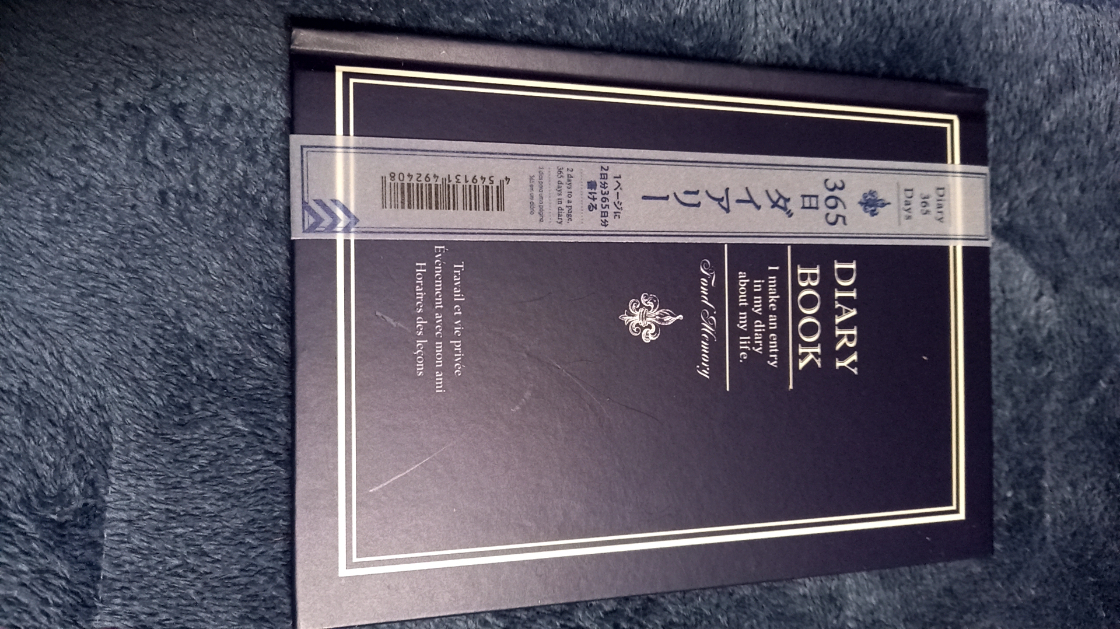 Diary
365
Days
365
日
ダイアリー
1ページに
2日分365日分
書ける
2 days to a page,
365 days in diary
4 549131 492408
DIARY
BOOK
I make an entry
in my diary
about my life.
Fond Memory
Travail et vie privée
Événement avec mon ami
Horaires des leçons